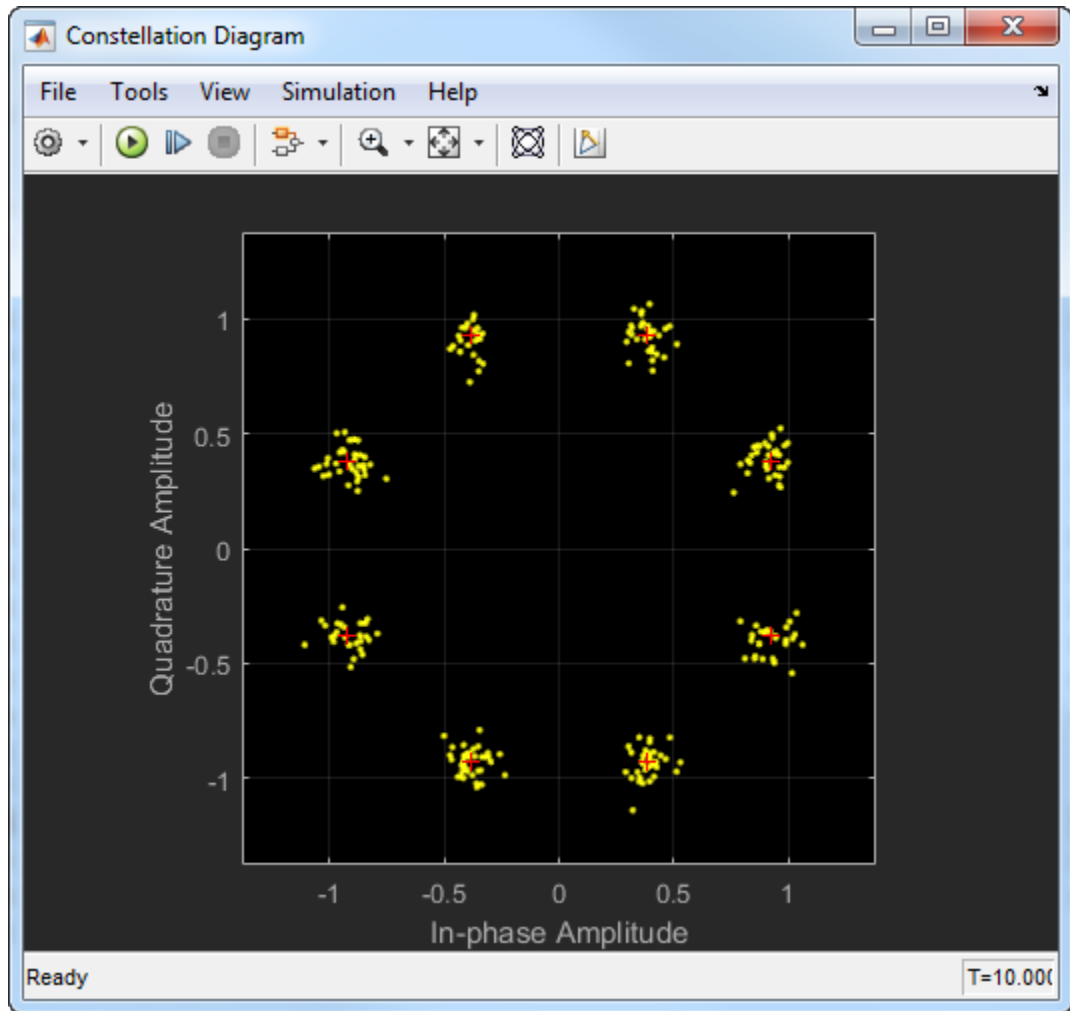 Constellation Diagram
File Tools View Simulation Help
1
0.5
0
-0.5
-1
Quadrature Amplitude
-1 -0.5 0 0.5 1
In-phase Amplitude
Ready
T=10.00